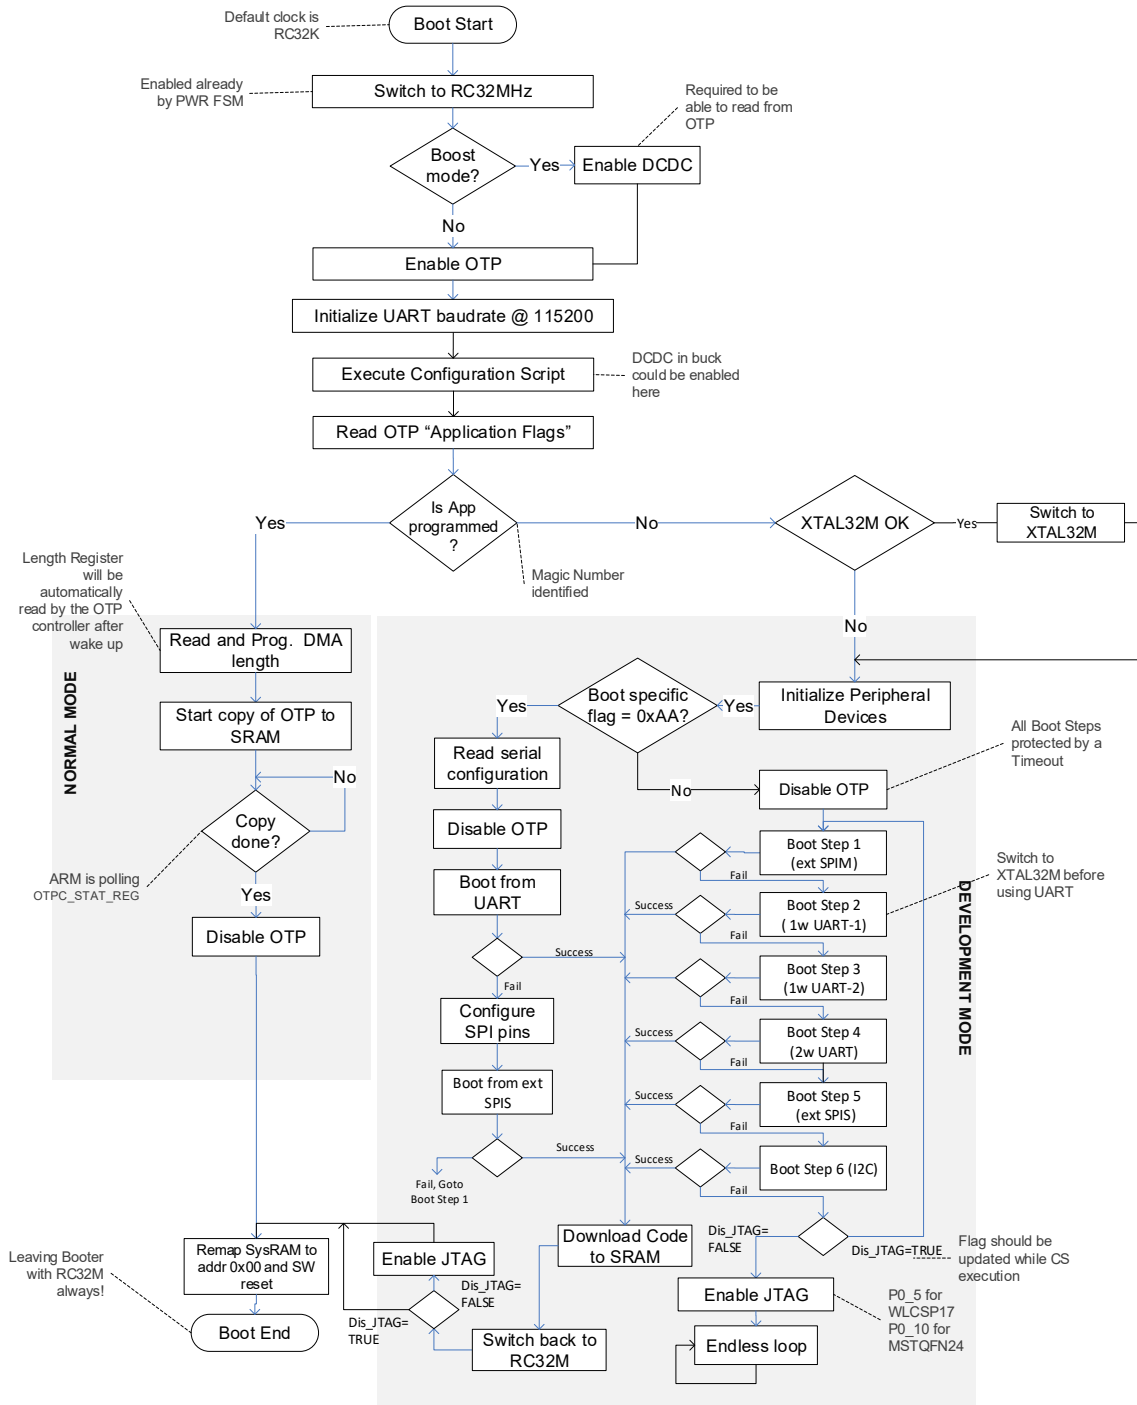 Default clock is
RC32K
Boot Start
Enabled already
by PWR FSM
Switch to RC32MHz
Required to be
able to read from
OTP
Boost
mode?
Yes
Enable DCDC
No
Enable OTP
Initialize UART baudrate @ 115200
Execute Configuration Script
DCDC in buck
could be enabled
here
Read OTP “Application Flags”
Is App
programmed
?
Yes
No
XTAL32M OK
Yes
Switch to
XTAL32M
Magic Number
identified
Length Register
will be
automatically
read by the OTP
controller after
wake up
No
NORMAL MODE
Read and Prog. DMA
length
Start copy of OTP to
SRAM
No
Copy
done?
ARM is polling
OTPC_STAT_REG
Yes
Disable OTP
DEVELOPMENT MODE
Boot specific
flag = 0xAA?
Yes
Yes
Initialize Peripheral
Devices
Read serial
configuration
No
Disable OTP
All Boot Steps
protected by a
Timeout
Disable OTP
Boot from
UART
Success
Fail
Configure
SPI pins
Boot from ext
SPIS
Success
Fail, Goto
Boot Step 1
Boot Step 1
(ext SPIM)
Fail
Success
Boot Step 2
( 1w UART-1)
Switch to
XTAL32M before
using UART
Fail
Success
Boot Step 3
(1w UART-2)
Fail
Success
Boot Step 4
(2w UART)
Fail
Success
Boot Step 5
(ext SPIS)
Fail
Success
Boot Step 6 (I2C)
Fail
Dis_JTAG=
FALSE
Dis_JTAG=TRUE
Flag should be
updated while CS
execution
Download Code
to SRAM
Enable JTAG
Dis_JTAG=
FALSE
Dis_JTAG=
TRUE
Switch back to
RC32M
Enable JTAG
P0_5 for
WLCSP17
P0_10 for
MSTQFN24
Endless loop
Remap SysRAM to
addr 0x00 and SW
reset
Leaving Booter
with RC32M
always!
Boot End